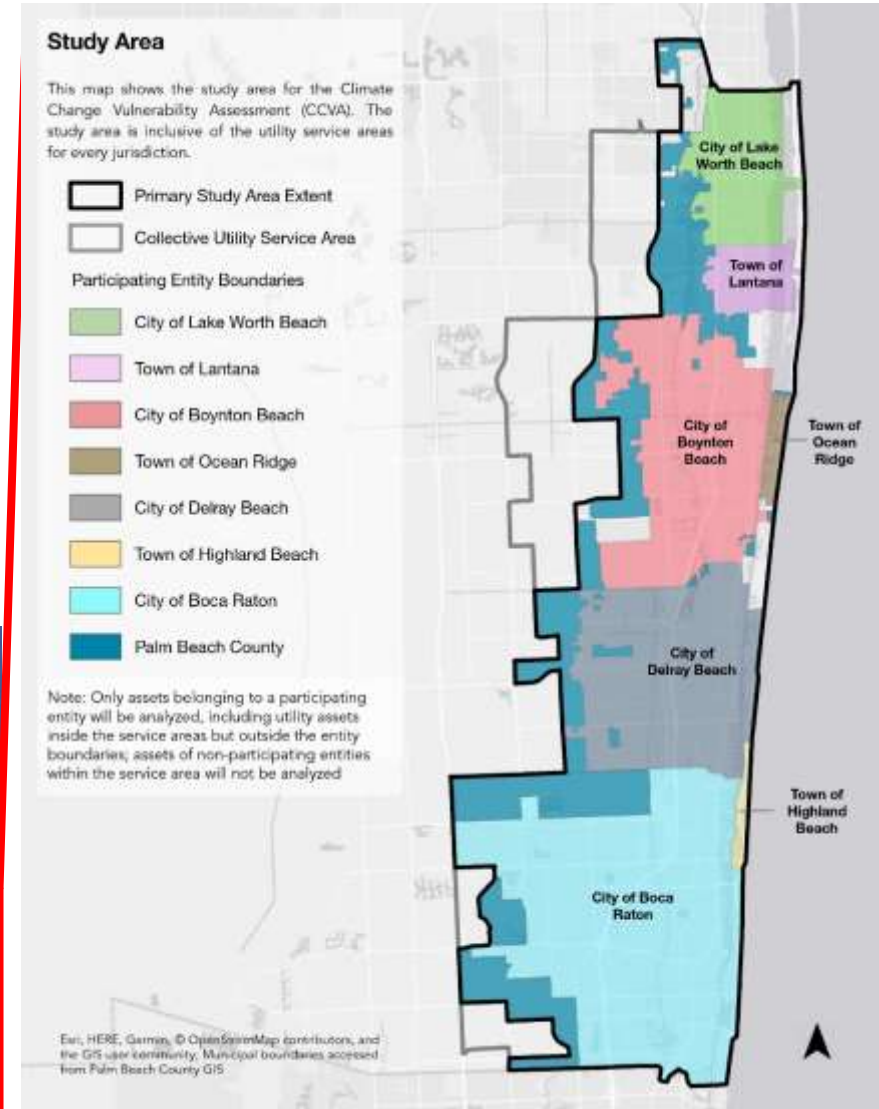 Study Area
This map shows the study area for the Climate
Change Vulnerability Assessment (CCVA). The
study area is inclusive of the utility service areas
for every jurisdiction.
Primary Study Area Extent
Collective Utility Service Area
Participating Entity Boundaries
City of Lake Worth Beach
Town of Lantana
City of Boynton Beach
Town of Ocean Ridge
City of Delray Beach
Town of Highland Beach
City of Boca Raton
Palm Beach County
Note: Only assets belonging to a participating
entity will be analyzed, including utility assets
inside the service areas but outside the entity
boundaries; assets of non-participating entities
within the service area will not be analyzed
Esri, HERE, Garmin, © OpenStreetMap contributors, and
the GIS user community, Municipal boundaries accessed
from Palm Beach County GIS
City of Lake
Worth Beach
Town of
Lantana
City of
Boynton
Beach
Town of
Ocean
Ridge
City of
Delray Beach
Town of
Highland
Beach
City of Boca
Raton